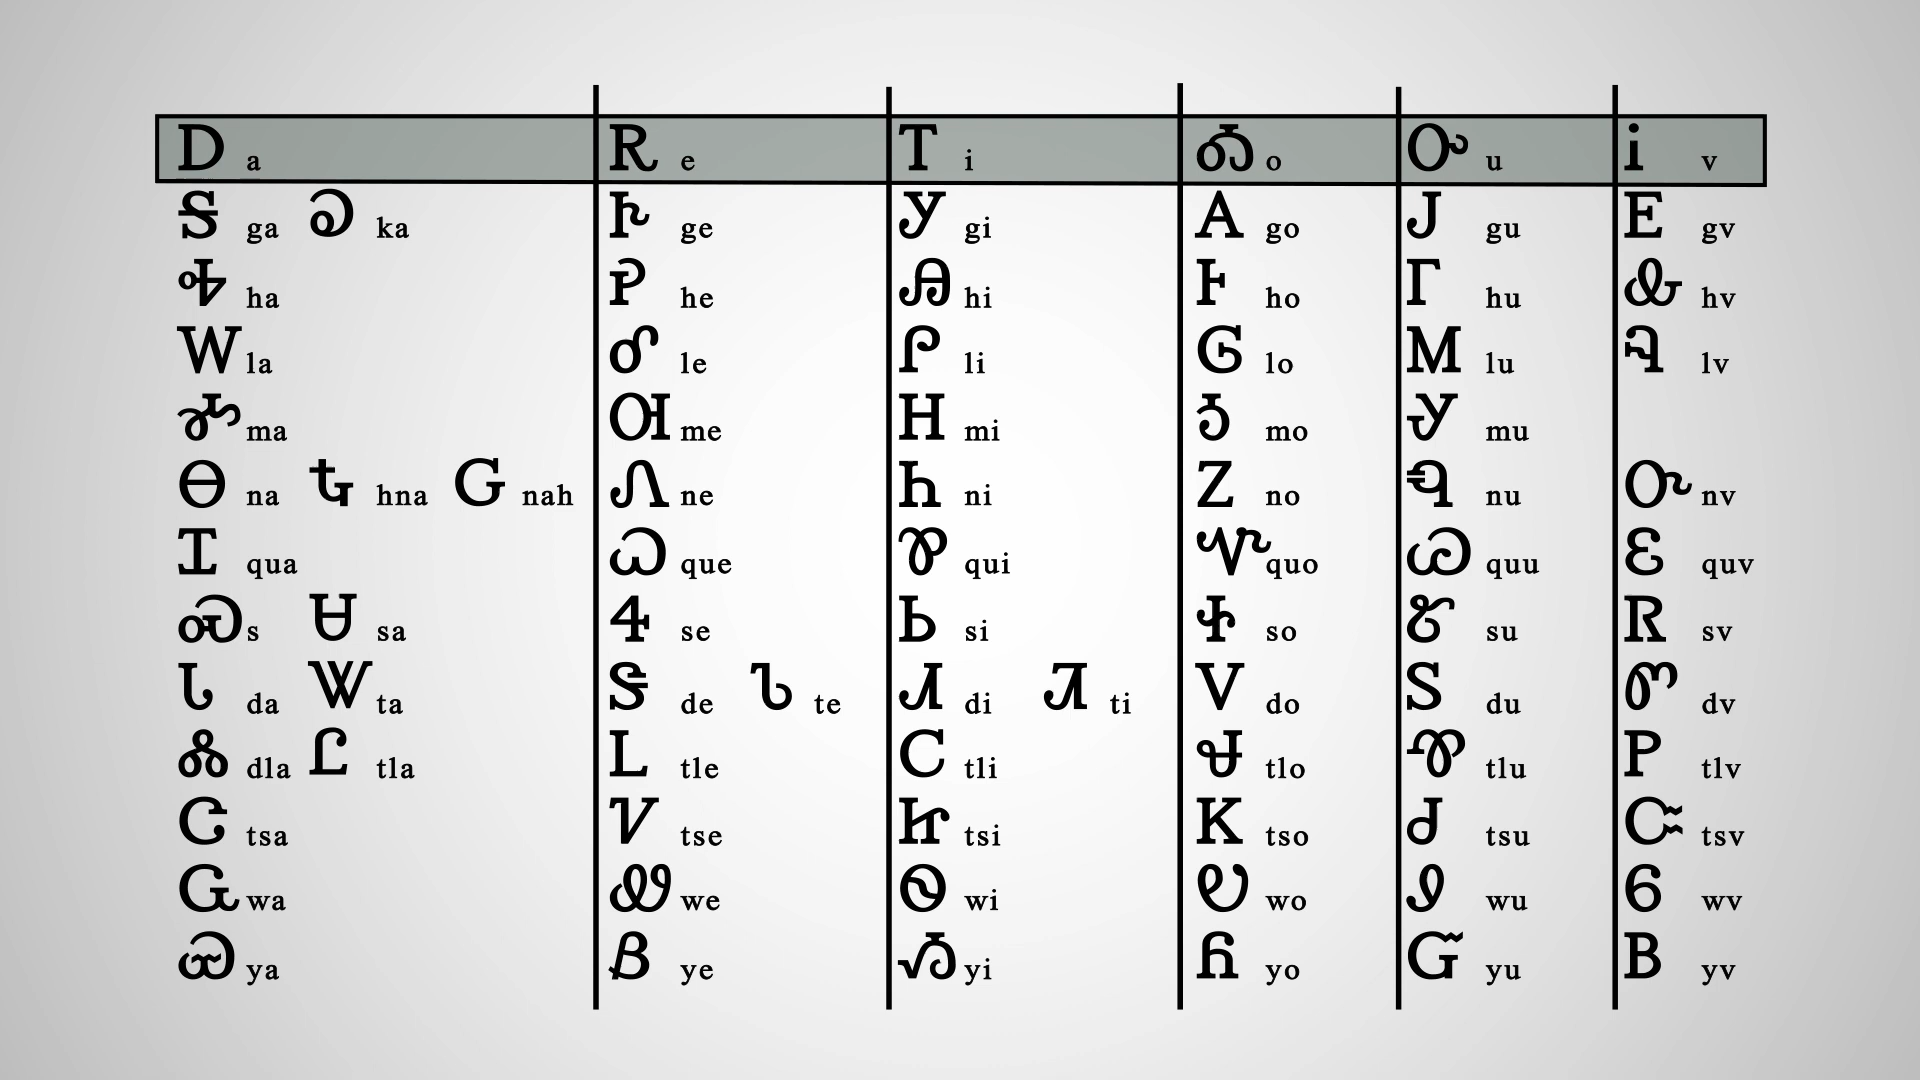 Ꭰ a Ꭱ e Ꭲ i Ꭳ o Ꭴ u Ꭵ v
Ꭶ ga Ꭷ ka Ꭸ ge Ꭹ gi Ꭺ go Ꭻ gu Ꭼ gv
Ꭽ ha Ꭾ he Ꭿ hi Ꮀ ho Ꮁ hu Ꮂ hv
Ꮃ la Ꮄ le Ꮅ li Ꮆ lo Ꮇ lu Ꮈ lv
Ꮉ ma Ꮊ me Ꮋ mi Ꮌ mo Ꮍ mu
Ꮎ na Ꮏ hna Ꮐ nah Ꮑ ne Ꮒ ni Ꮓ no Ꮔ nu Ꮕ nv
Ꮖ qua Ꮗ que Ꮘ qui Ꮙ quo Ꮚ quu Ꮛ quv
Ꮝ s Ꮜ sa Ꮞ se Ꮟ si Ꮠ so Ꮡ su Ꮢ sv
Ꮣ da Ꮤ ta Ꮥ de Ꮦ te Ꮧ di Ꮨ ti Ꮩ do Ꮪ du Ꮫ dv
Ꮬ dla Ꮭ tla Ꮮ tle Ꮯ tli Ꮰ tlo Ꮱ tlu Ꮲ tlv
Ꮳ tsa Ꮴ tse Ꮵ tsi Ꮶ tso Ꮷ tsu Ꮸ tsv
Ꮹ wa Ꮺ we Ꮻ wi Ꮼ wo Ꮽ wu Ꮾ wv
Ꮿ ya Ᏸ ye Ᏹ yi Ᏺ yo Ᏻ yu Ᏼ yv